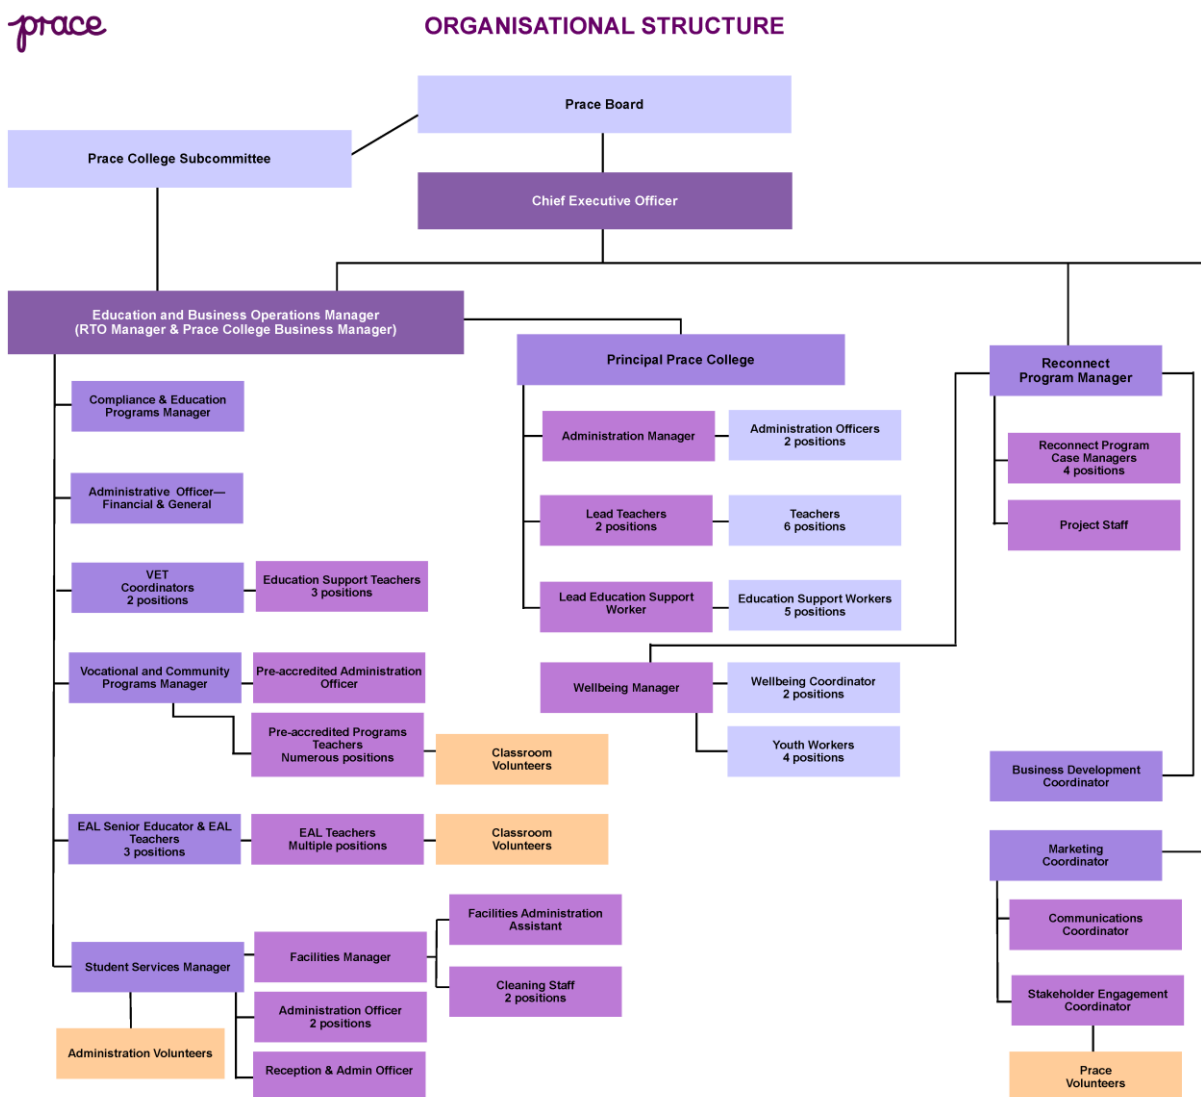 prace
ORGANISATIONAL STRUCTURE
Prace Board
Prace College Subcommittee
Chief Executive Officer
Education and Business Operations Manager
(RTO Manager & Prace College Business Manager)
Principal Prace College
Reconnect
Program Manager
Compliance & Education
Programs Manager
Administration Manager
Administration Officers
2 positions
Reconnect Program
Case Managers
4 positions
Administrative Officer—
Financial & General
Lead Teachers
2 positions
Teachers
6 positions
Project Staff
VET
Coordinators
2 positions
Education Support Teachers
3 positions
Lead Education Support
Worker
Education Support Workers
5 positions
Vocational and Community
Programs Manager
Pre-accredited Administration
Officer
Wellbeing Manager
Wellbeing Coordinator
2 positions
Pre-accredited Programs
Teachers
Numerous positions
Classroom
Volunteers
Youth Workers
4 positions
Business Development
Coordinator
EAL Senior Educator & EAL
Teachers
3 positions
EAL Teachers
Multiple positions
Classroom
Volunteers
Marketing
Coordinator
Facilities Administration
Assistant
Communications
Coordinator
Student Services Manager
Facilities Manager
Cleaning Staff
2 positions
Stakeholder Engagement
Coordinator
Administration Officer
2 positions
Administration Volunteers
Reception & Admin Officer
Prace
Volunteers